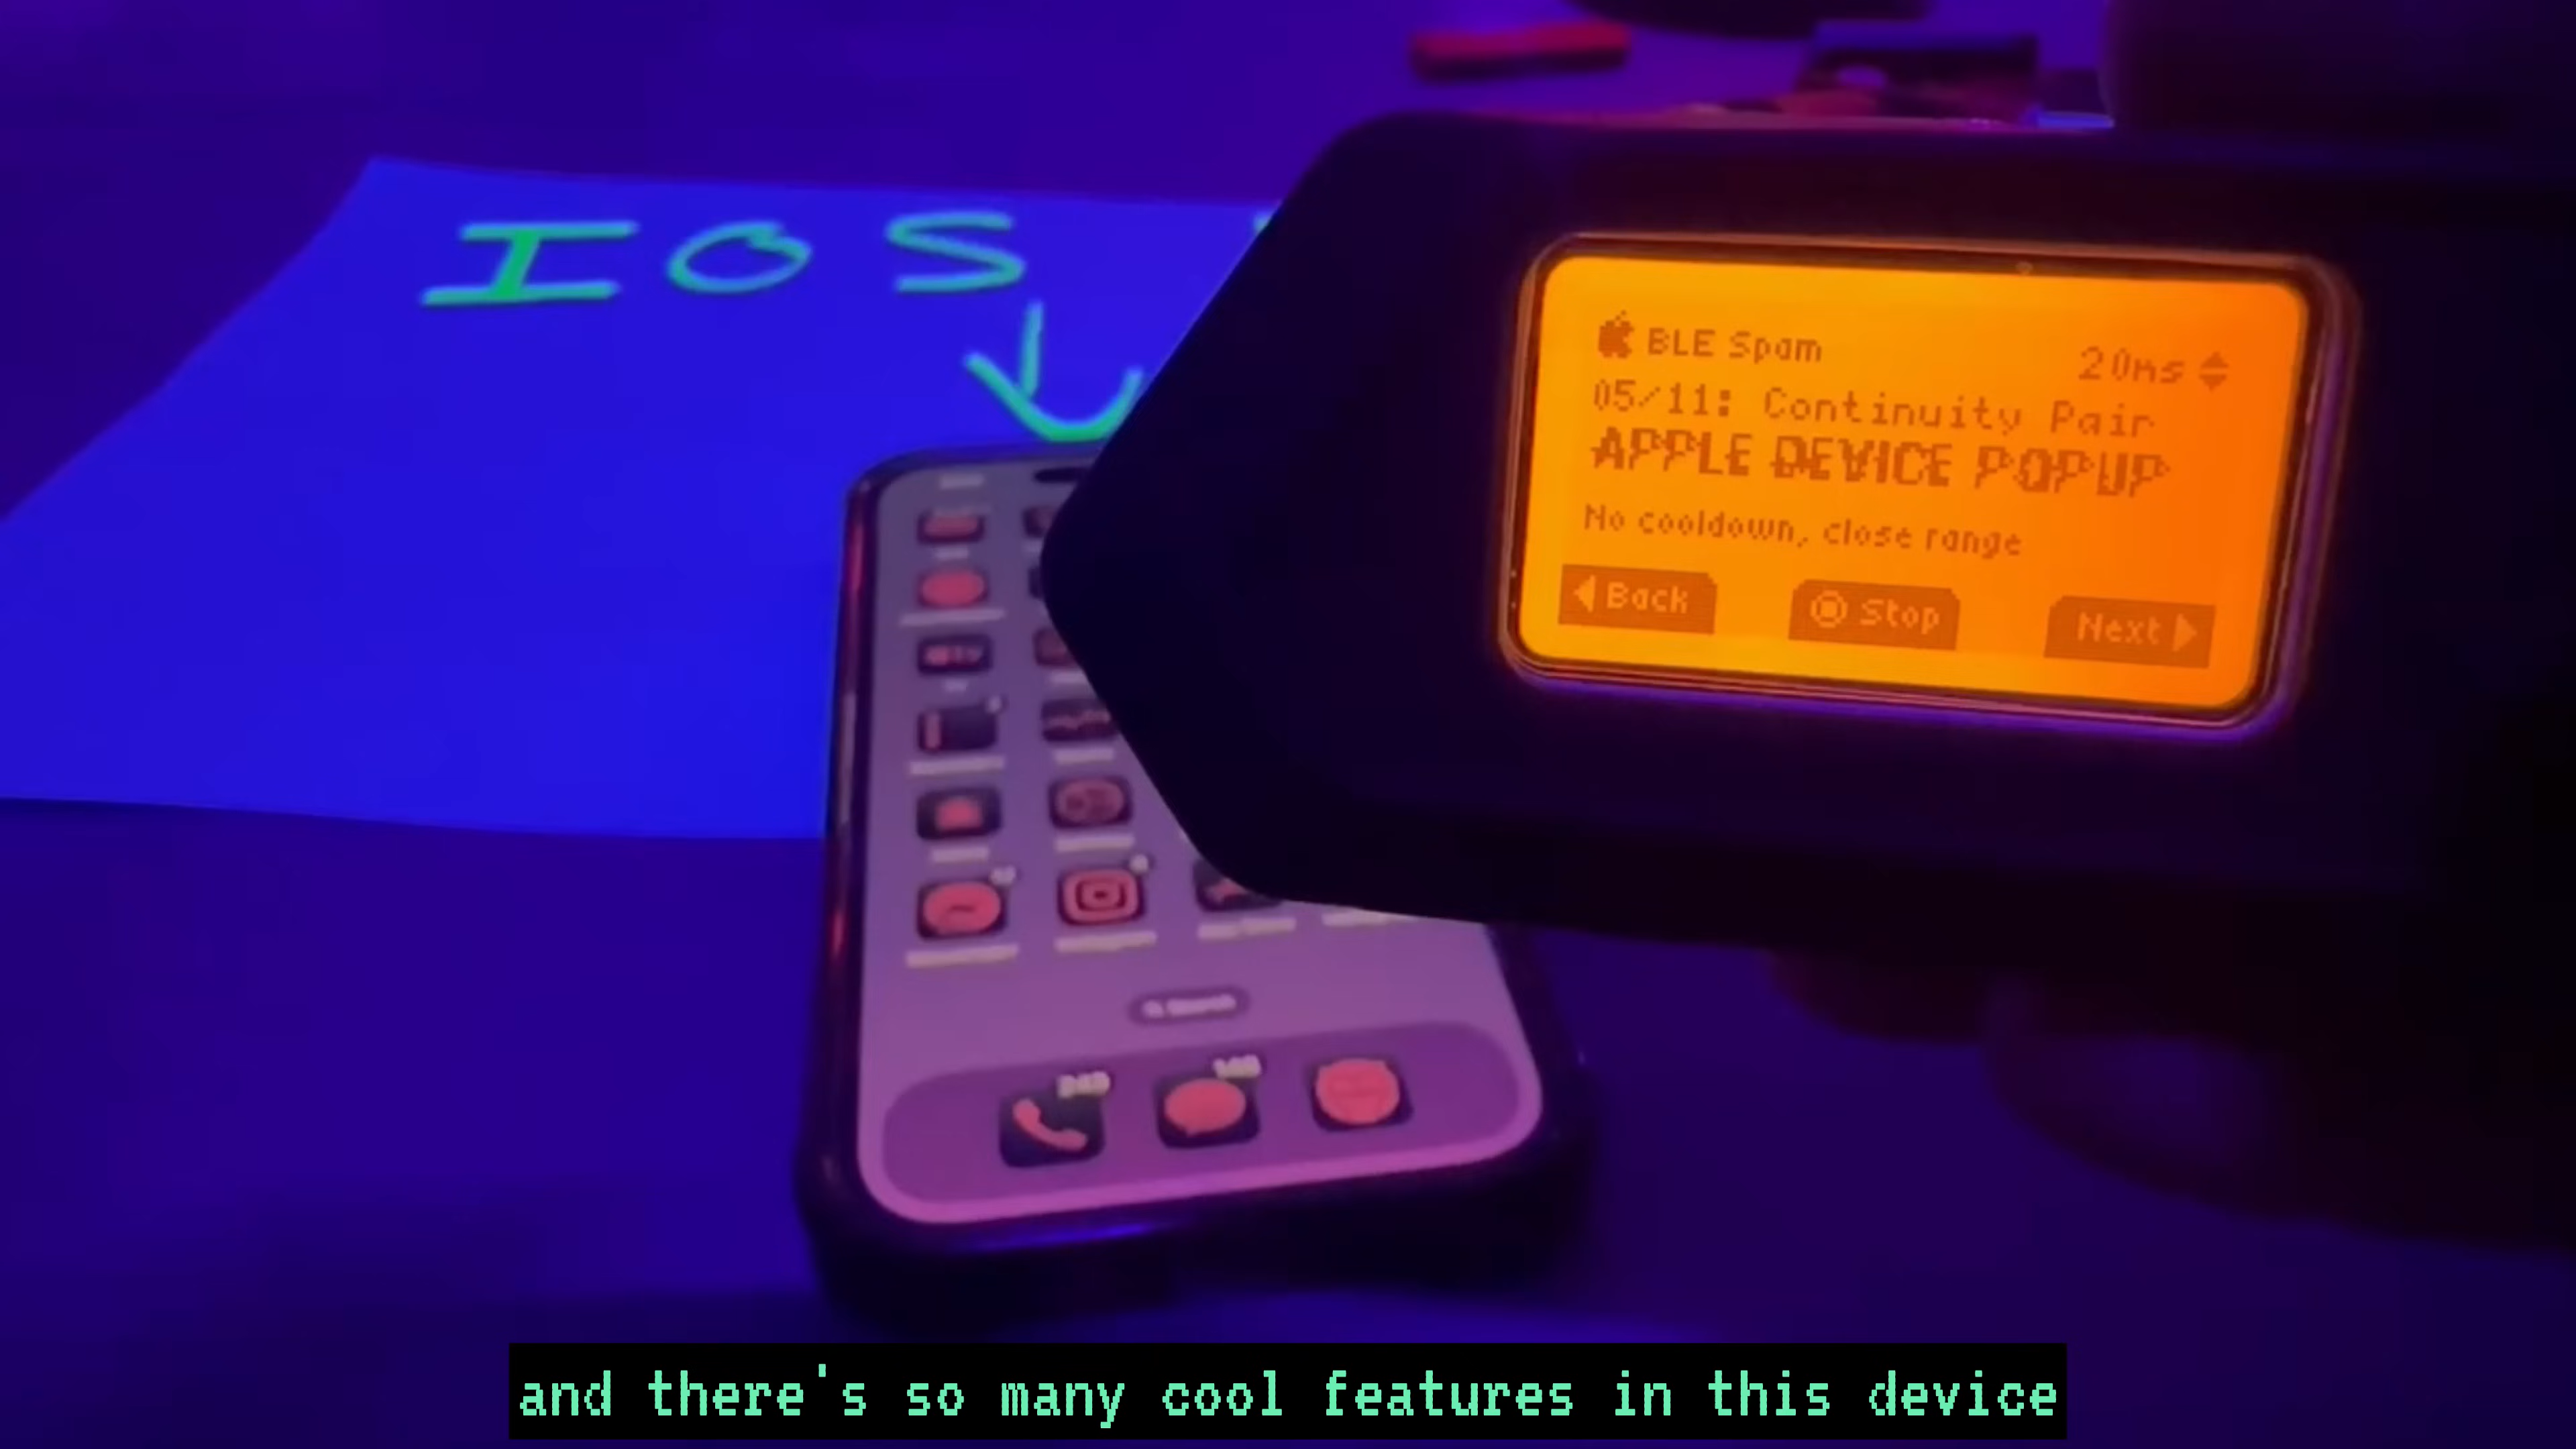 IOS
BLE Spam
20ms
05/11: Continuity Pair
APPLE DEVICE POPUP
No cooldown, close range
Back
Stop
Next
Search
and there's so many cool features in this device